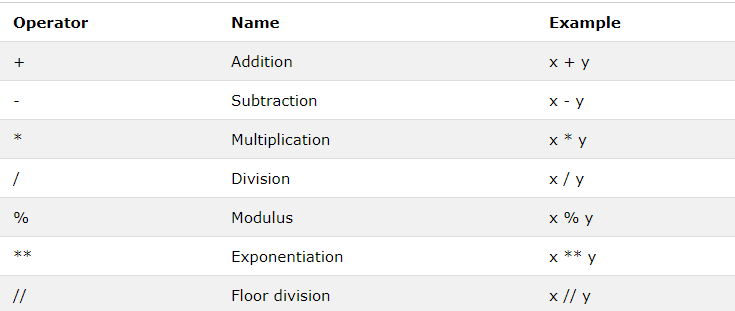 Operator Name Example
+ Addition x + y
- Subtraction x - y
* Multiplication x * y
/ Division x / y
% Modulus x % y
** Exponentiation x ** y
// Floor division x // y